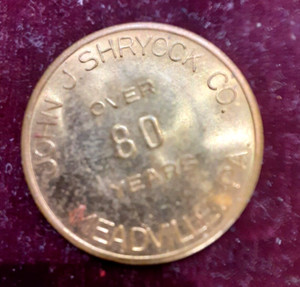 JOHN J. SHRYOCK CO.
OVER
80
YEARS
MEADVILLE, PA.